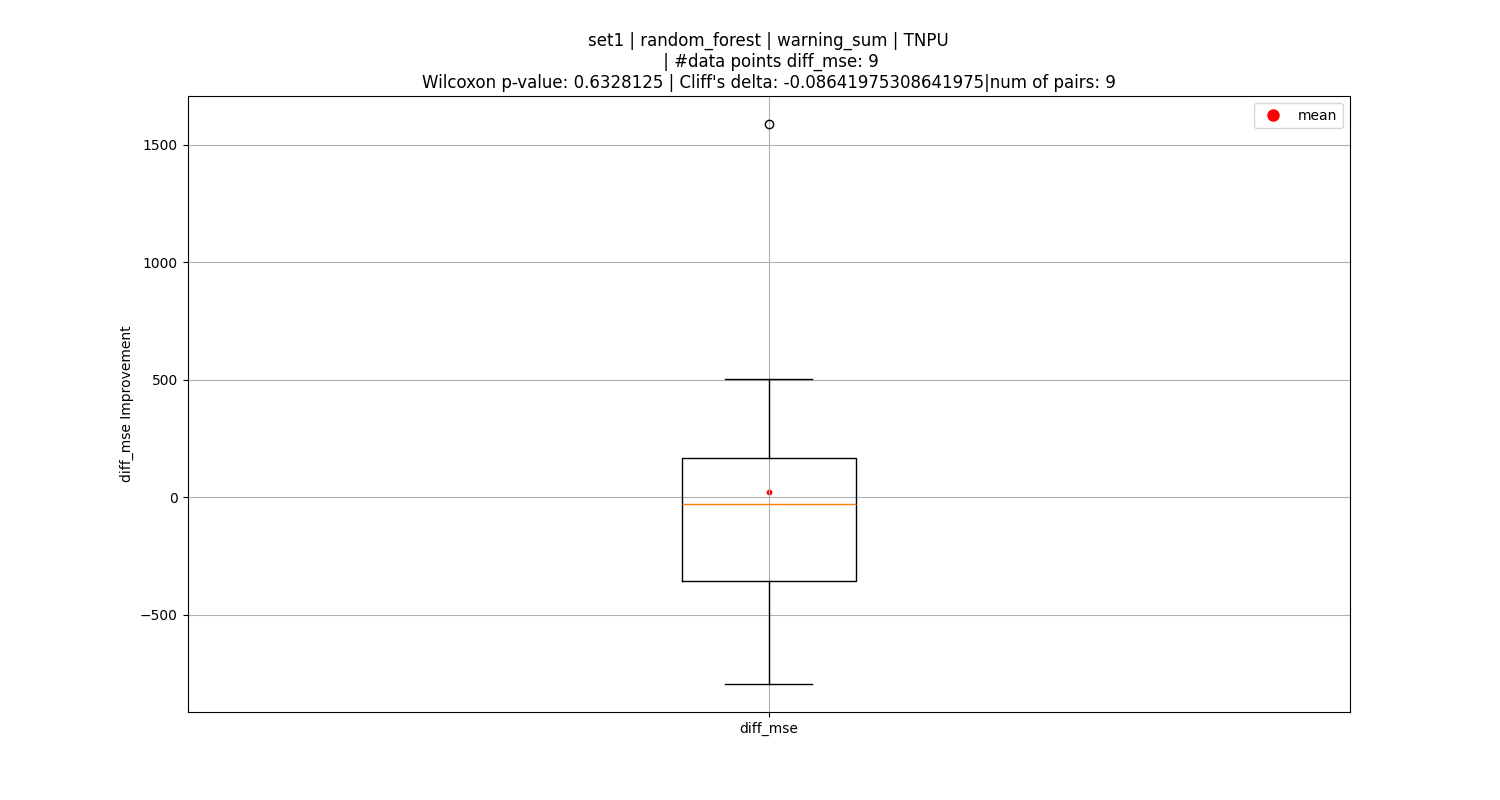 set1 | random_forest | warning_sum | TNPU
| #data points diff_mse: 9
Wilcoxon p-value: 0.6328125 | Cliff's delta: -0.08641975308641975|num of pairs: 9
mean
1500
1000
500
0
−500
diff_mse Improvement
diff_mse